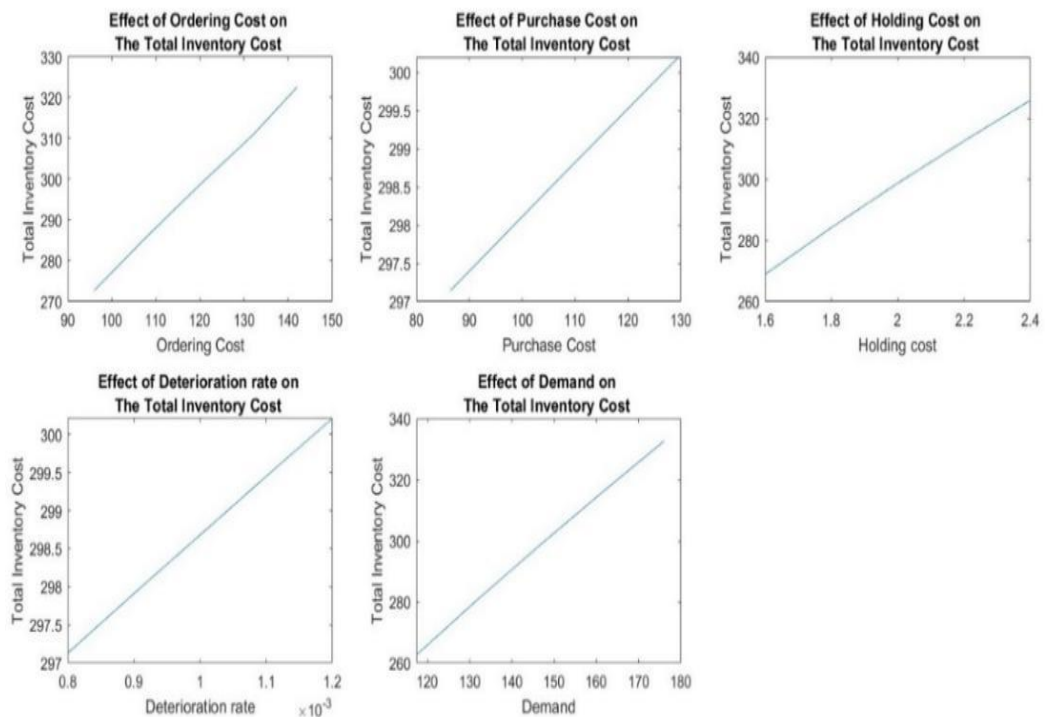 Effect of Ordering Cost on
The Total Inventory Cost
330
320
310
300
290
280
270
Total Inventory Cost
90 100 110 120 130 140 150
Ordering Cost
Effect of Purchase Cost on
The Total Inventory Cost
300
299.5
299
298.5
298
297.5
297
Total Inventory Cost
80 90 100 110 120 130
Purchase Cost
Effect of Holding Cost on
The Total Inventory Cost
340
320
300
280
260
Total Inventory Cost
1.6 1.8 2 2.2 2.4
Holding cost
Effect of Deterioration rate on
The Total Inventory Cost
300
299.5
299
298.5
298
297.5
297
Total Inventory Cost
0.8 0.9 1 1.1 1.2
Deterioration rate ×10⁻³
Effect of Demand on
The Total Inventory Cost
340
320
300
280
260
Total Inventory Cost
120 130 140 150 160 170 180
Demand